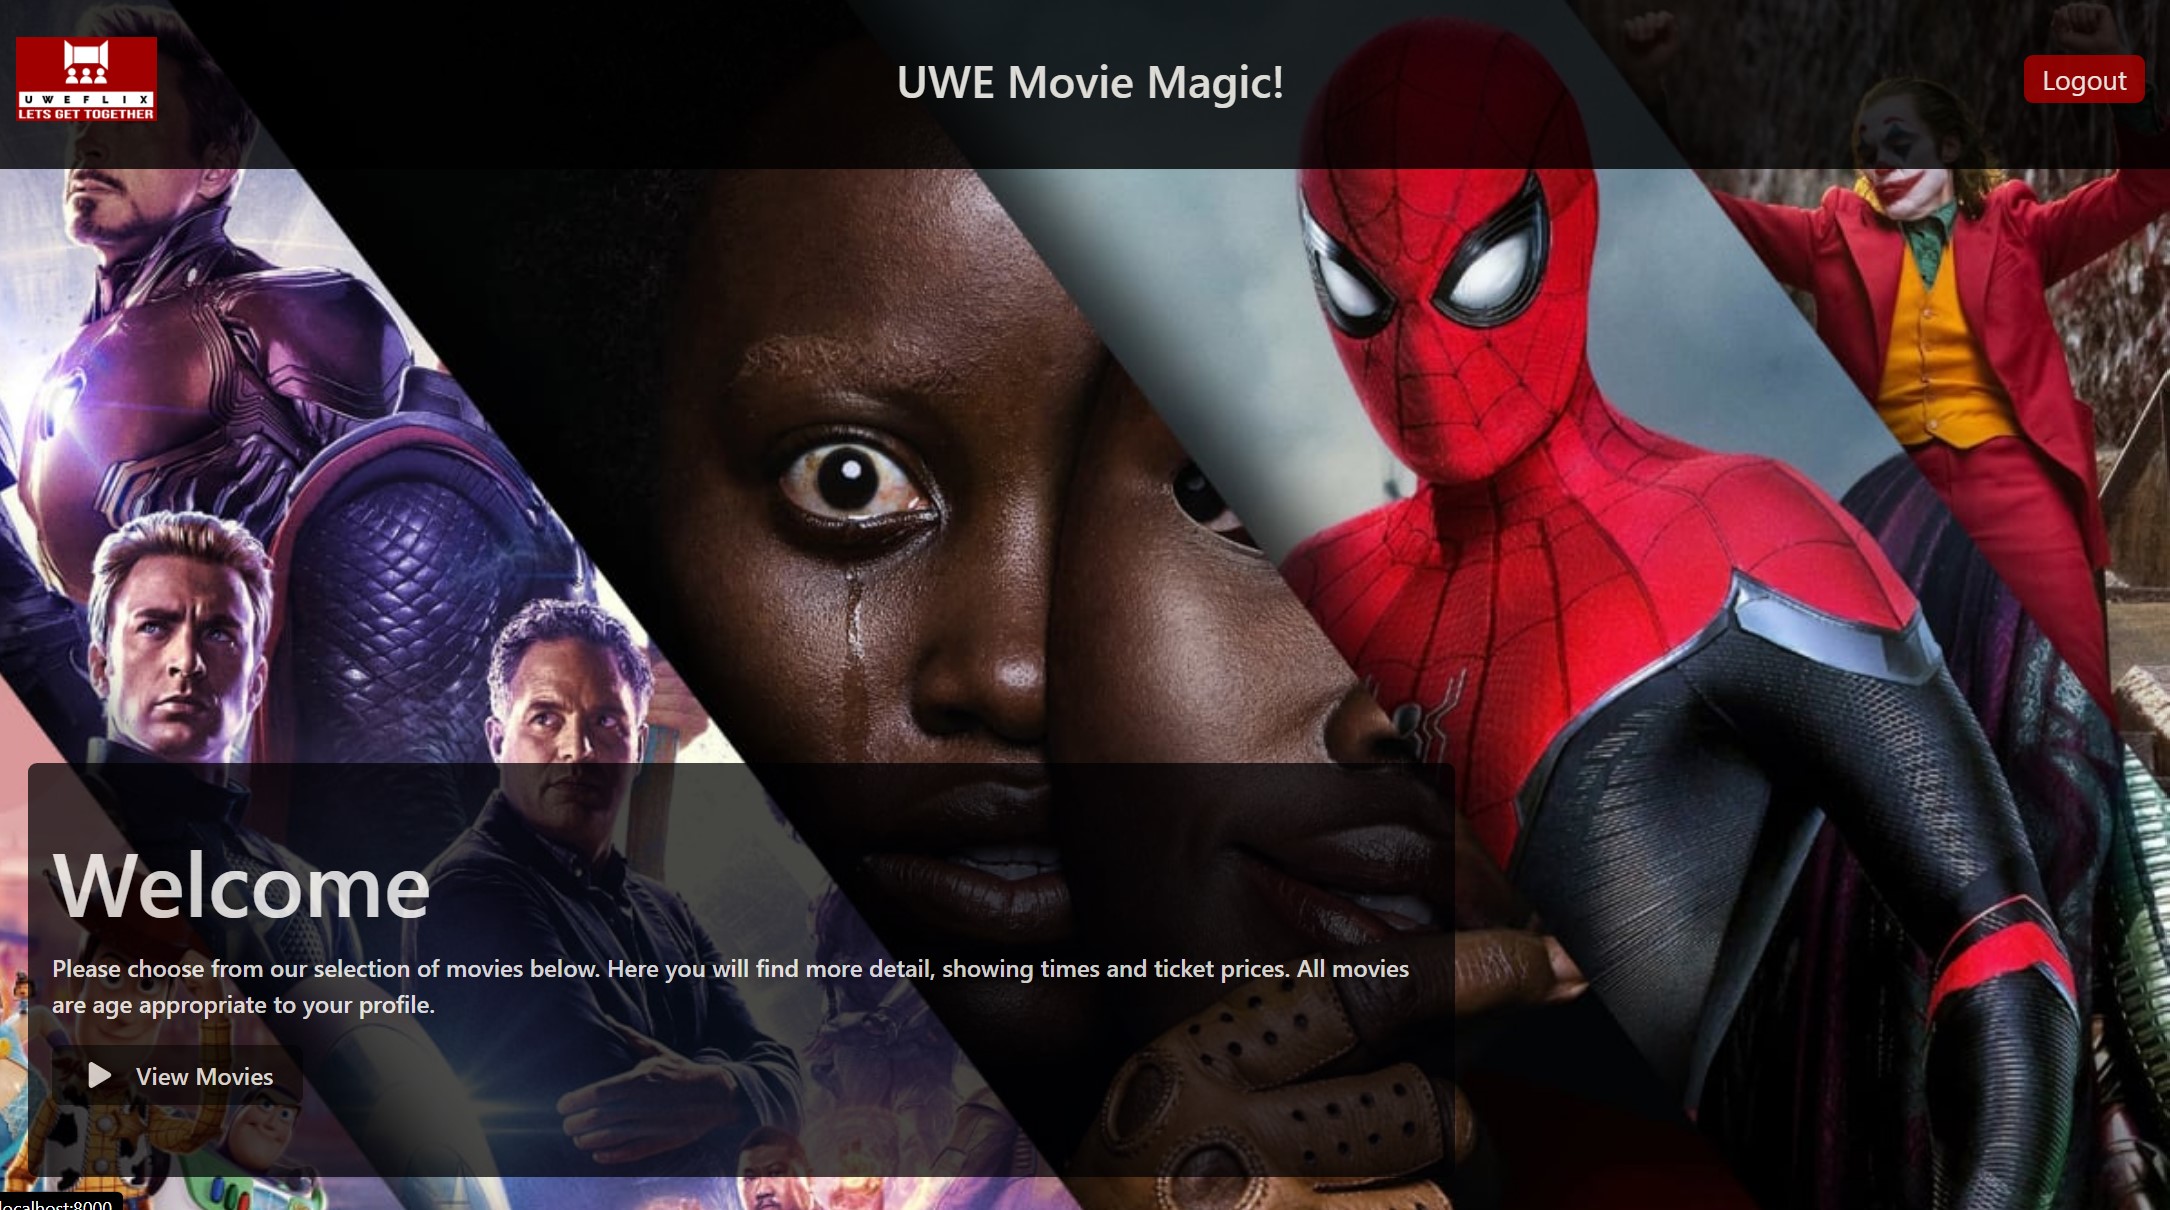 UWEFLIX
LETS GET TOGETHER
UWE Movie Magic!
Logout
Welcome
Please choose from our selection of movies below. Here you will find more detail, showing times and ticket prices. All movies
are age appropriate to your profile.
View Movies
localhost:8000